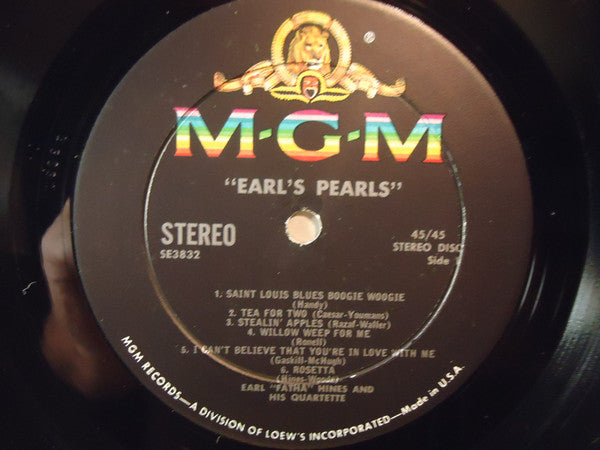 ®
M-G-M
"EARL'S PEARLS"
STEREO
SE3832
45/45
STEREO DISC
Side
1. SAINT LOUIS BLUES BOOGIE WOOGIE
(Handy)
2. TEA FOR TWO (Caesar-Youmans)
3. STEALIN' APPLES (Razaf-Waller)
4. WILLOW WEEP FOR ME
(Ronell)
5. I CAN'T BELIEVE THAT YOU'RE IN LOVE WITH ME
(Gaskill-McHugh)
6. ROSETTA
(Hines-Woode)
EARL "FATHA" HINES AND
HIS QUARTETTE
MGM RECORDS—A DIVISION OF LOEW'S INCORPORATED—Made in U.S.A.